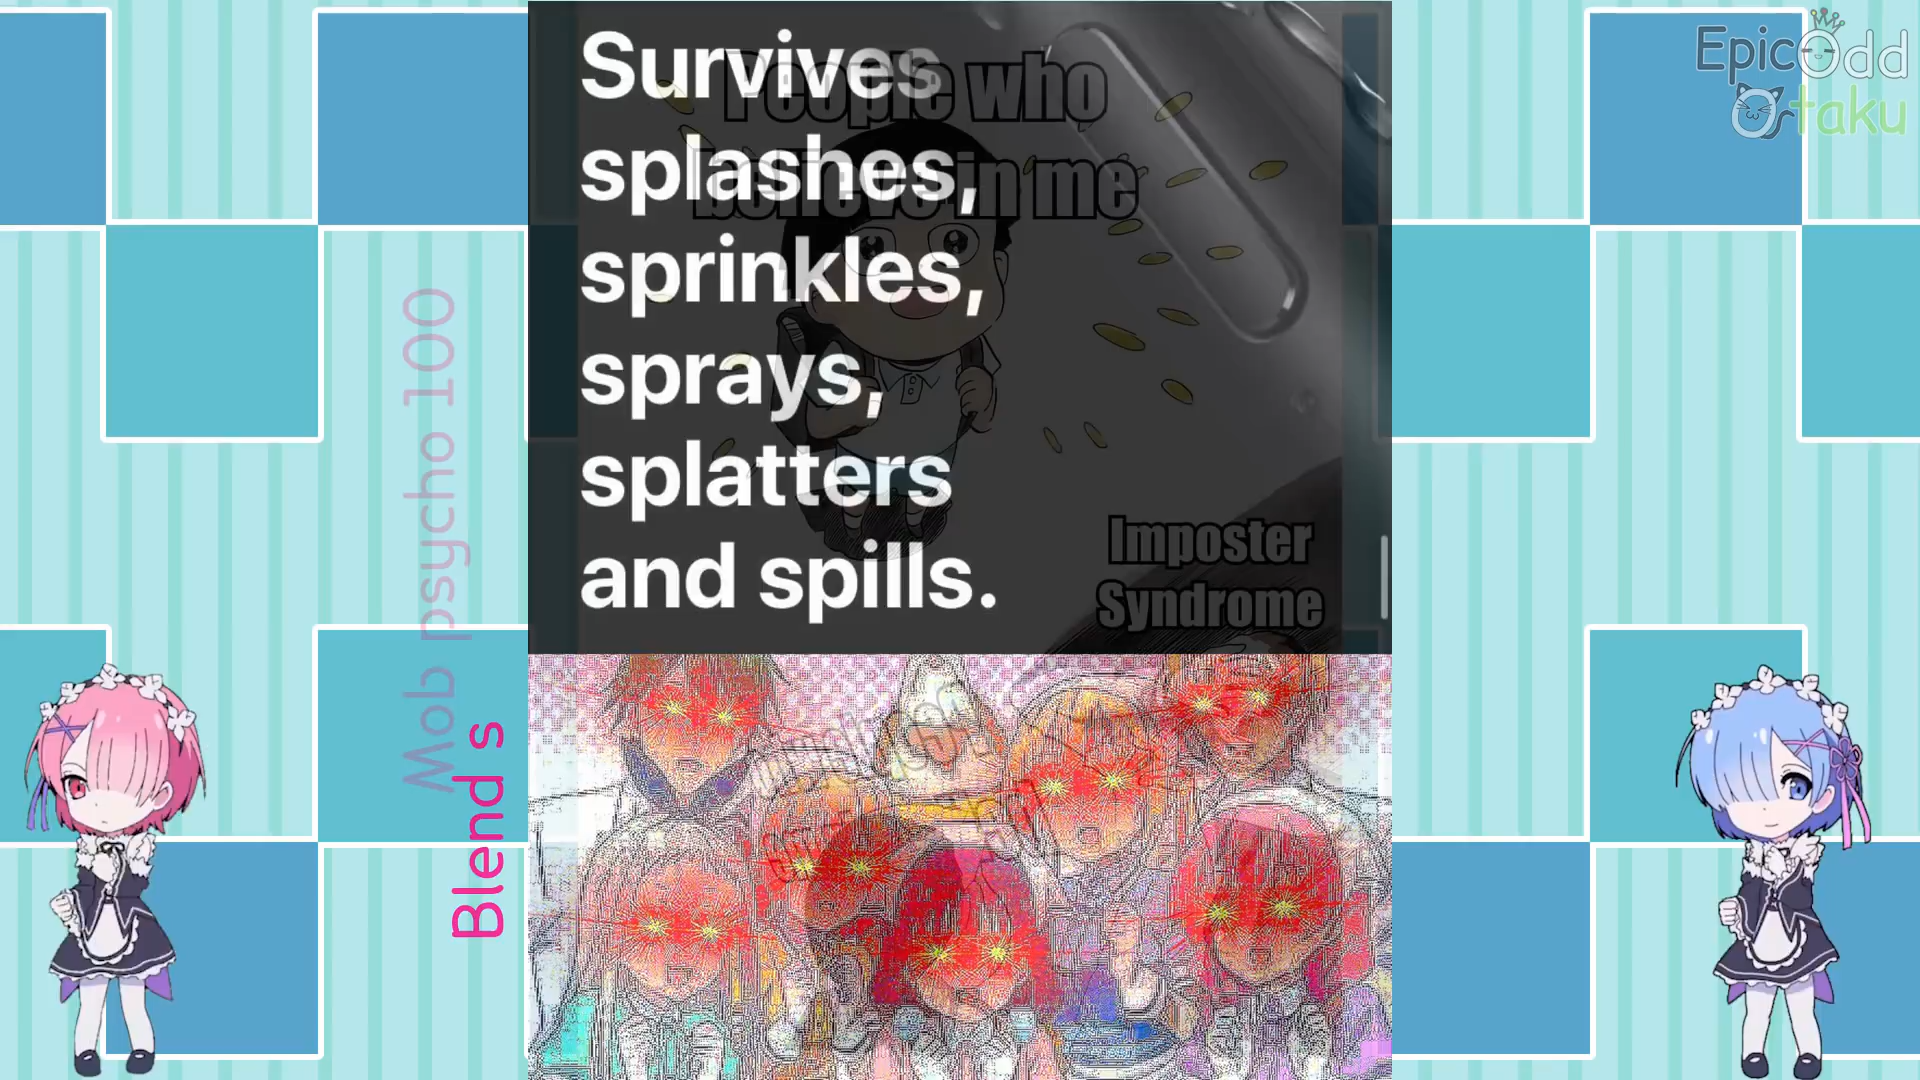 Survives
splashes,
sprinkles,
sprays,
splatters
and spills.
People who
believe in me
Imposter
Syndrome
Mob psycho 100
Blend s
EpicOdd
Otaku